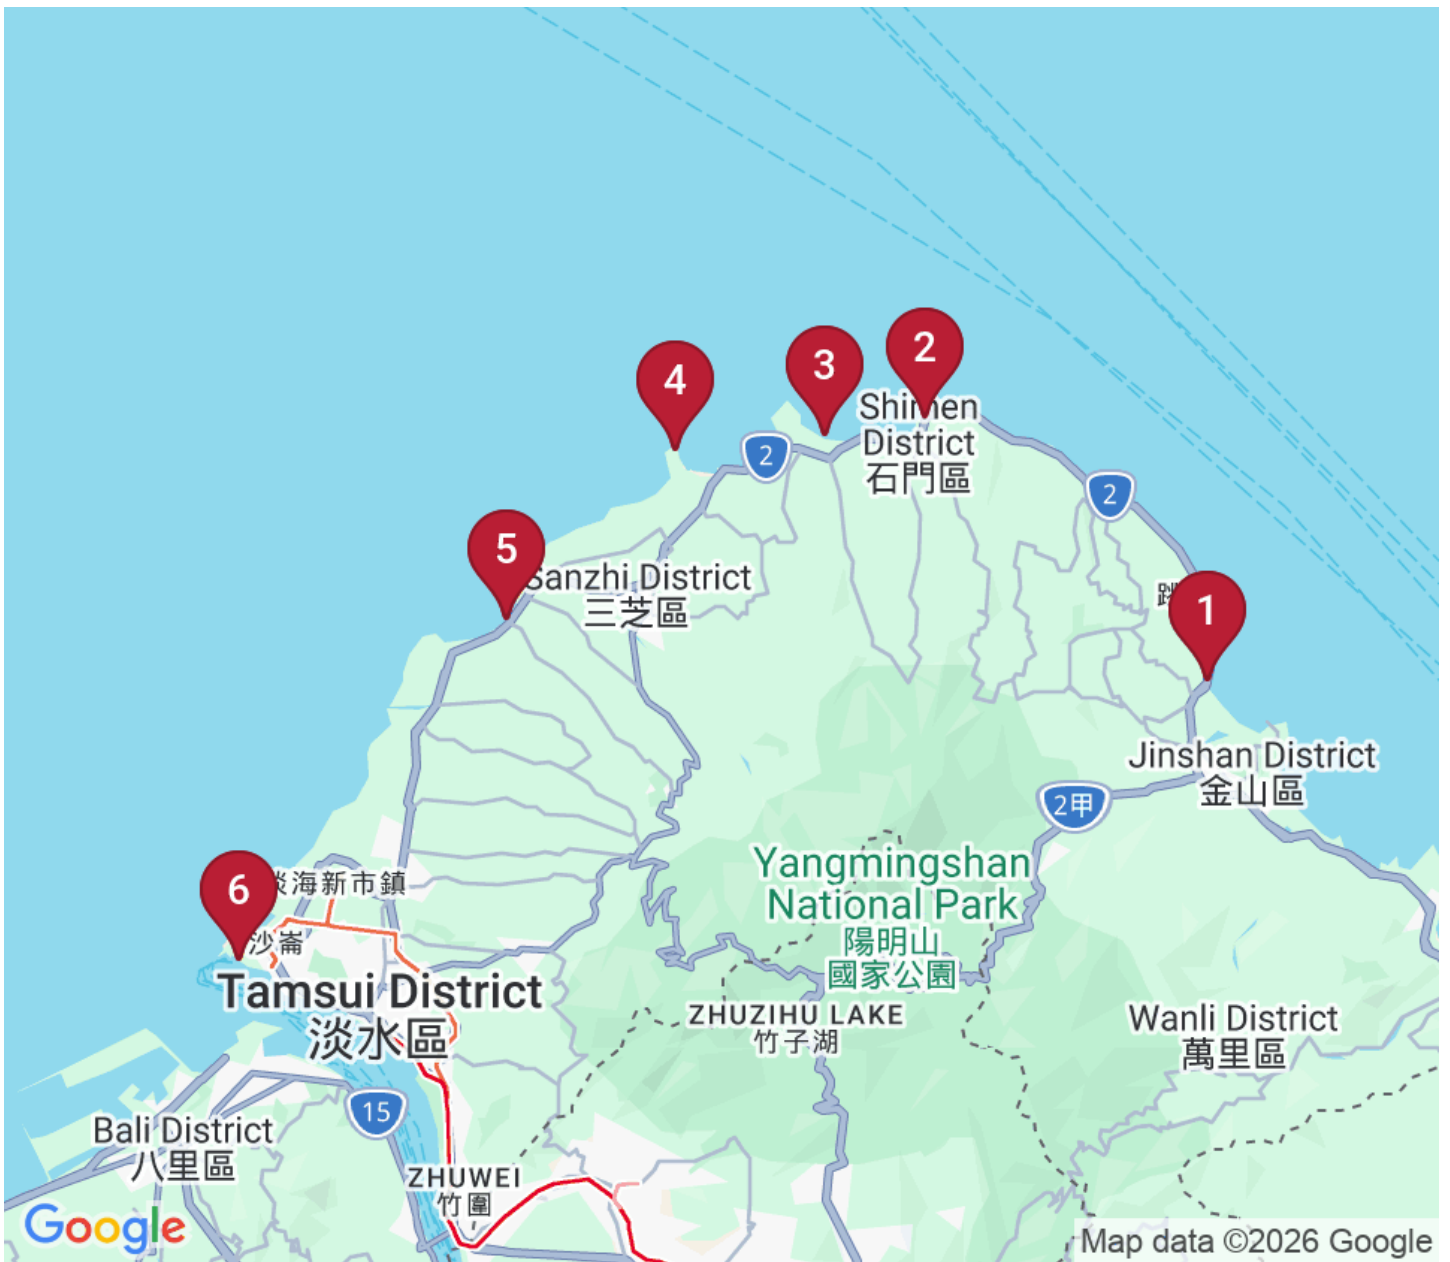 2
3
4
Shimen
District
石門區
2
2
5
Sanzhi District
三芝區
1
Jinshan District
金山區
2甲
Yangmingshan
National Park
陽明山
國家公園
6
淡海新市鎮
沙崙
Tamsui District
淡水區
ZHUZIHU LAKE
竹子湖
Wanli District
萬里區
15
Bali District
八里區
ZHUWEI
竹圍
Google
Map data ©2026 Google